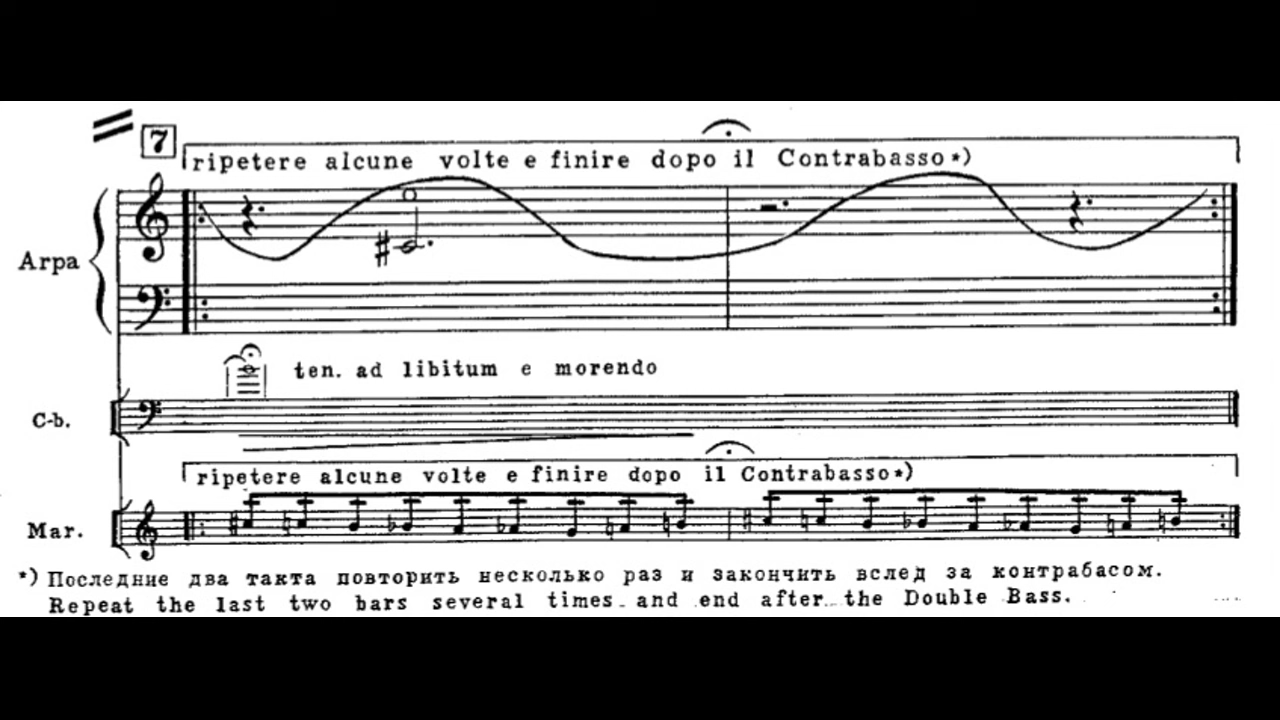 7
ripetere alcune volte e finire dopo il Contrabasso*)
Arpa
ten. ad libitum e morendo
C-b.
ripetere alcune volte e finire dopo il Contrabasso*)
Mar.
*) Последние два такта повторить несколько раз и закончить вслед за контрабасом.
Repeat the last two bars several times and end after the Double Bass.